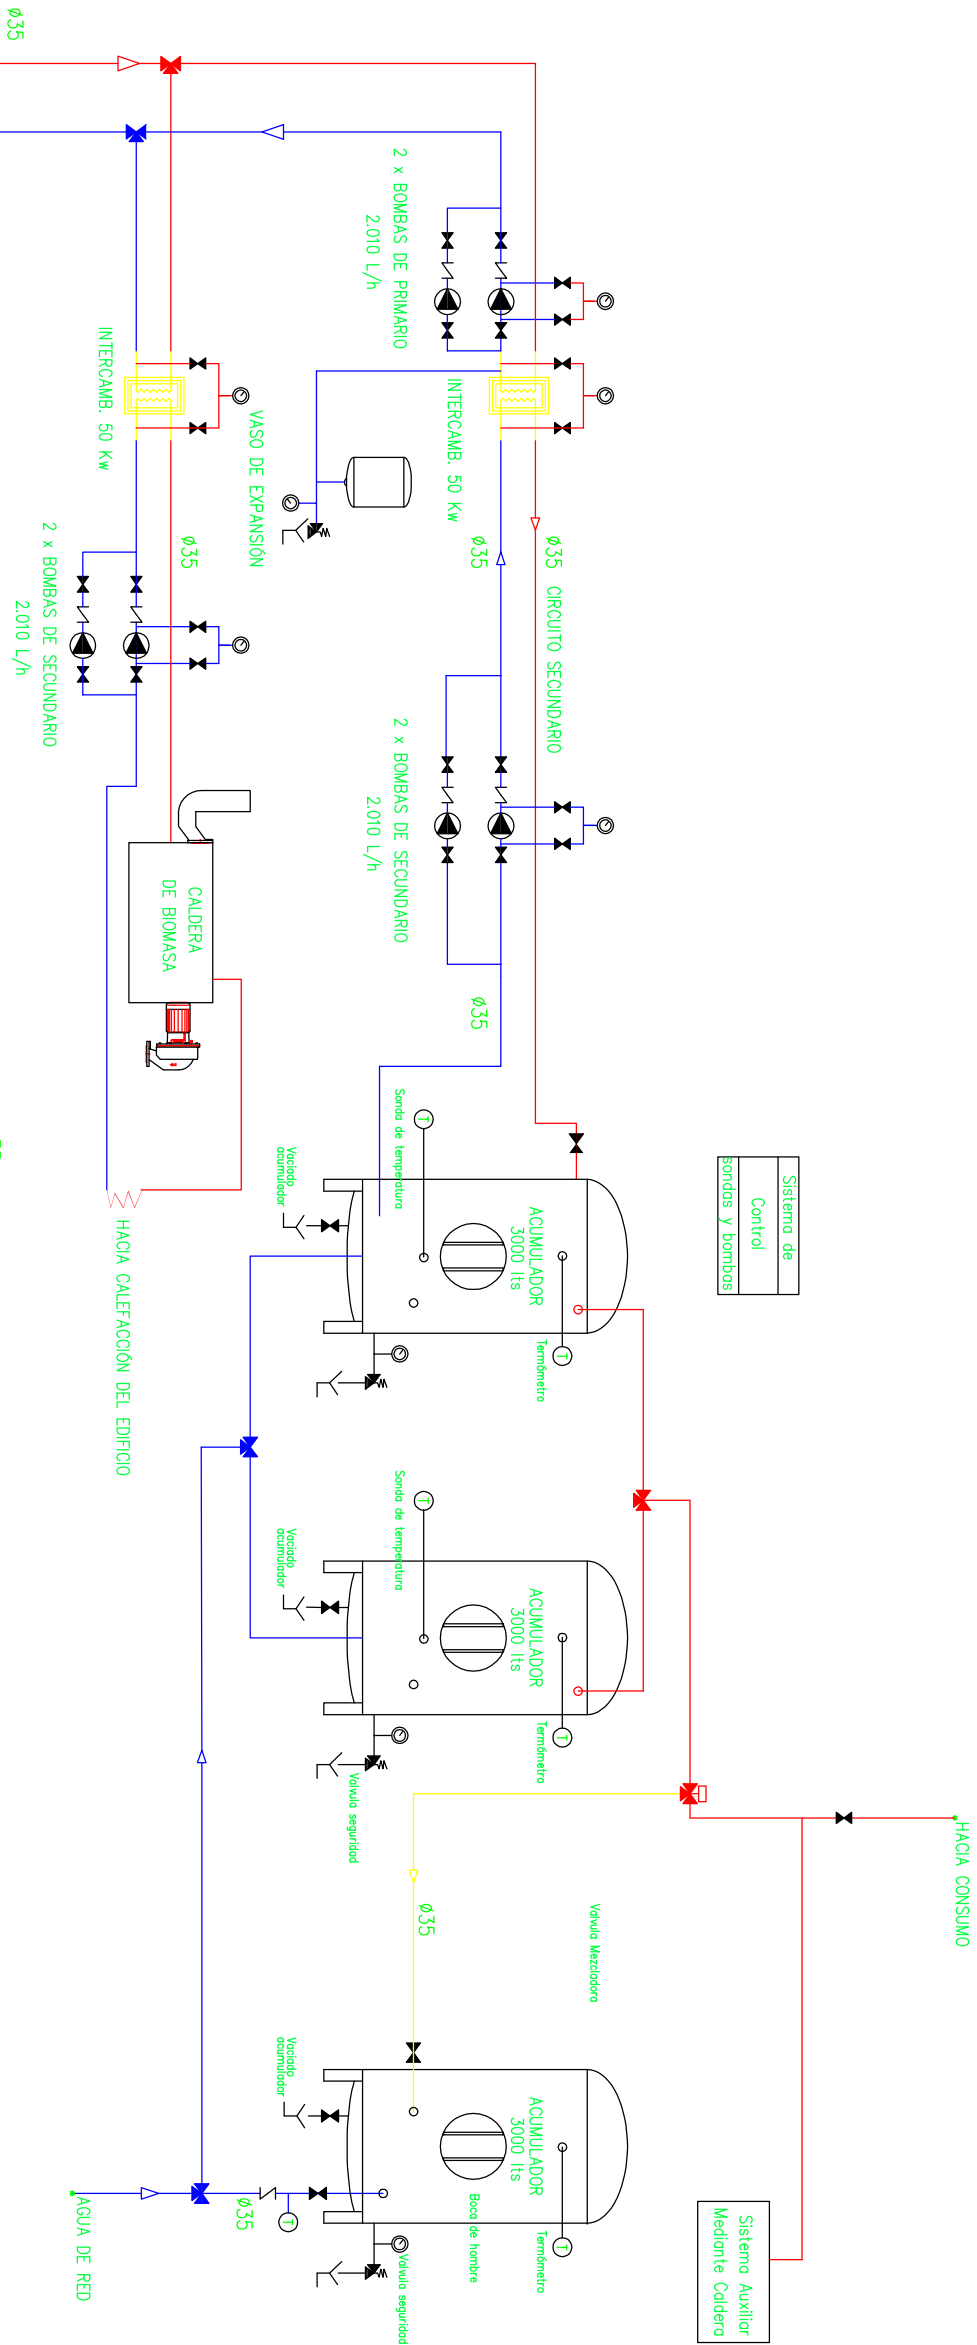 Ø35
2 x BOMBAS DE PRIMARIO
2.010 L/h
INTERCAMB. 50 Kw
VASO DE EXPANSIÓN
INTERCAMB. 50 Kw
Ø35
2 x BOMBAS DE SECUNDARIO
2.010 L/h
Ø35
Ø35
CIRCUITO SECUNDARIO
2 x BOMBAS DE SECUNDARIO
2.010 L/h
CALDERA
DE BIOMASA
Ø35
HACIA CALEFACCIÓN DEL EDIFICIO
Sistema de
Control
sondas y bombas
Sonda de temperatura
T
Vaciado
acumulador
ACUMULADOR
3000 lts
Termómetro
T
Sonda de temperatura
T
Vaciado
acumulador
ACUMULADOR
3000 lts
Termómetro
T
Valvula seguridad
HACIA CONSUMO
Ø35
Valvula Mezcladora
Vaciado
acumulador
ACUMULADOR
3000 lts
Boca de hombre
Termómetro
T
Valvula seguridad
Ø35
T
AGUA DE RED
Sistema Auxiliar
Mediante Caldera